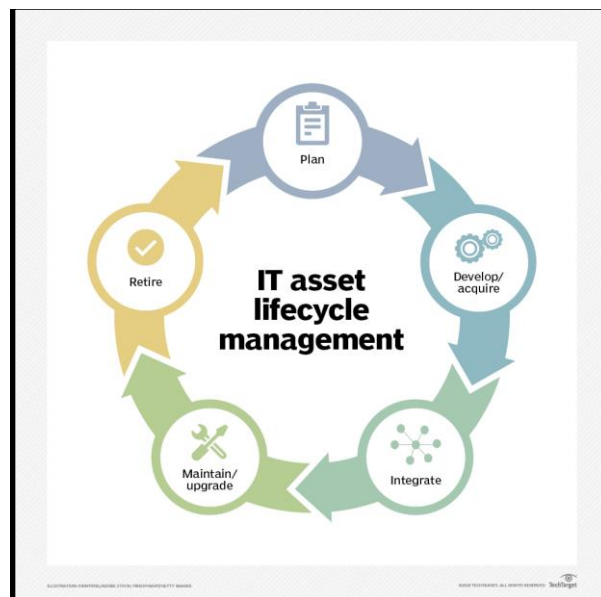 Plan
Develop/
acquire
Integrate
Maintain/
upgrade
Retire
IT asset
lifecycle
management
TechTarget